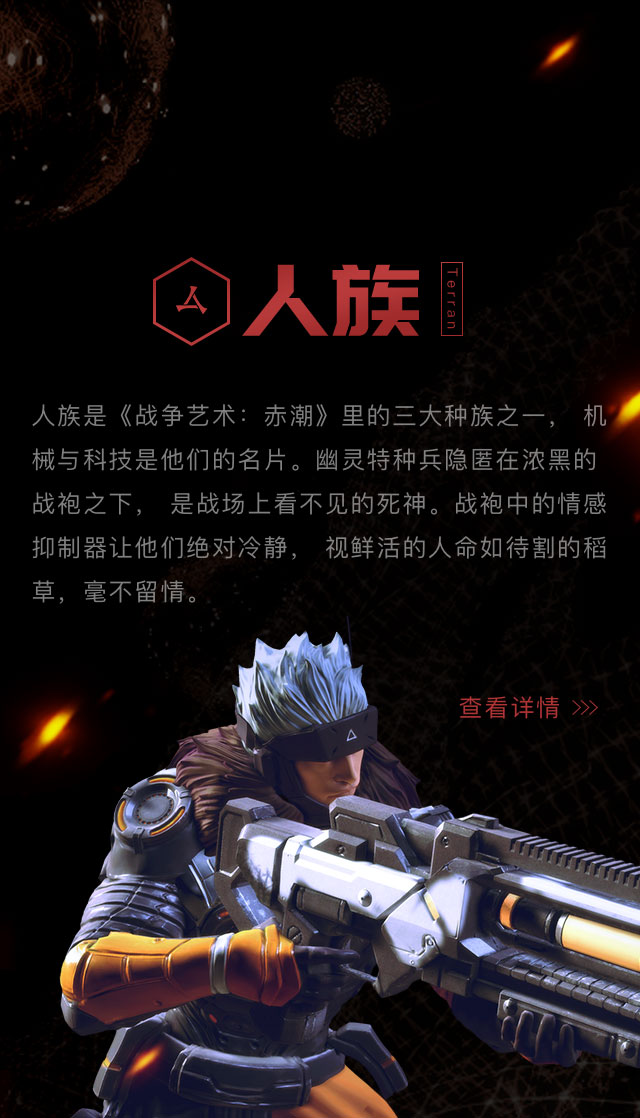 人族
Terran
人族是《战争艺术：赤潮》里的三大种族之一， 机
械与科技是他们的名片。幽灵特种兵隐匿在浓黑的
战袍之下， 是战场上看不见的死神。战袍中的情感
抑制器让他们绝对冷静， 视鲜活的人命如待割的稻
草，毫不留情。
查看详情 >>>